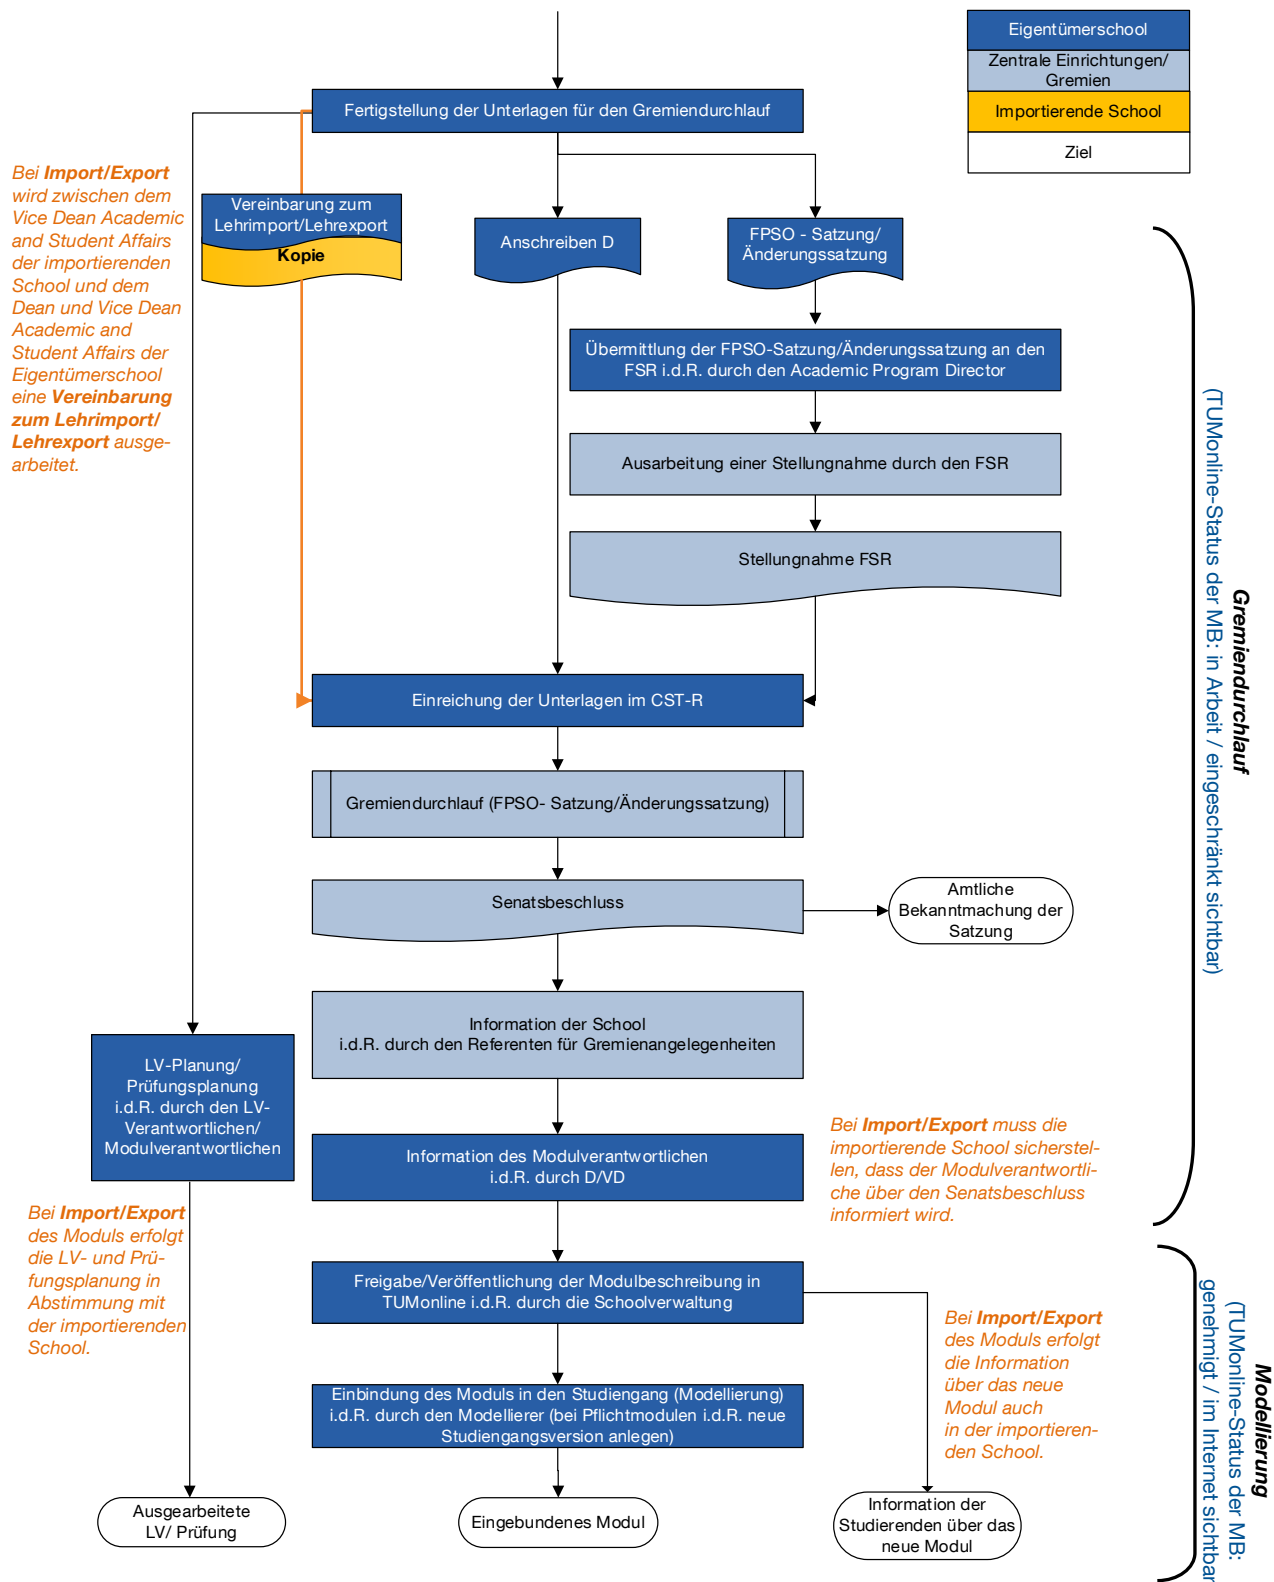 Eigentümerschool
Zentrale Einrichtungen/
Gremien
Importierende School
Ziel
Fertigstellung der Unterlagen für den Gremiendurchlauf
Bei Import/Export
wird zwischen dem
Vice Dean Academic
and Student Affairs
der importierenden
School und dem
Dean und Vice Dean
Academic and
Student Affairs der
Eigentümerschool
eine Vereinbarung
zum Lehrimport/
Lehrexport ausge-
arbeitet.
Vereinbarung zum
Lehrimport/Lehrexport
Kopie
Anschreiben D
FPSO - Satzung/
Änderungssatzung
Übermittlung der FPSO-Satzung/Änderungssatzung an den
FSR i.d.R. durch den Academic Program Director
Ausarbeitung einer Stellungnahme durch den FSR
Stellungnahme FSR
Einreichung der Unterlagen im CST-R
Gremiendurchlauf (FPSO- Satzung/Änderungssatzung)
Senatsbeschluss
Amtliche
Bekanntmachung der
Satzung
Information der School
i.d.R. durch den Referenten für Gremienangelegenheiten
Gremiendurchlauf
(TUMonline-Status der MB: in Arbeit / eingeschränkt sichtbar)
LV-Planung/
Prüfungsplanung
i.d.R. durch den LV-
Verantwortlichen/
Modulverantwortlichen
Information des Modulverantwortlichen
i.d.R. durch D/VD
Bei Import/Export muss die
importierende School sicherstel-
len, dass der Modulverantwortli-
che über den Senatsbeschluss
informiert wird.
Bei Import/Export
des Moduls erfolgt
die LV- und Prü-
fungsplanung in
Abstimmung mit
der importierenden
School.
Freigabe/Veröffentlichung der Modulbeschreibung in
TUMonline i.d.R. durch die Schoolverwaltung
Bei Import/Export
des Moduls erfolgt
die Information
über das neue
Modul auch
in der importieren-
den School.
Einbindung des Moduls in den Studiengang (Modellierung)
i.d.R. durch den Modellierer (bei Pflichtmodulen i.d.R. neue
Studiengangsversion anlegen)
Modellierung
(TUMonline-Status der MB:
genehmigt / im Internet sichtbar
Ausgearbeitete
LV/ Prüfung
Eingebundenes Modul
Information der
Studierenden über das
neue Modul